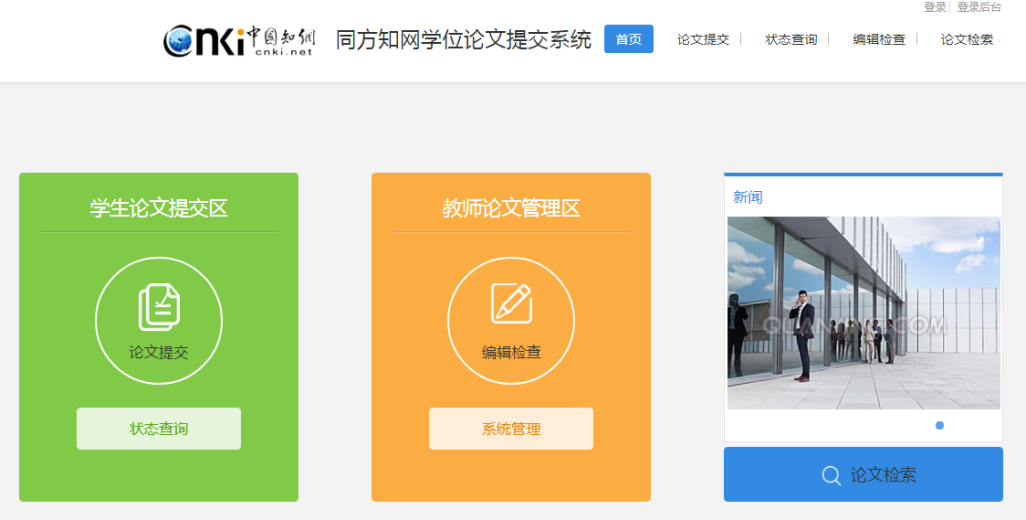 登录 登录后台
cnki 中国知网
cnki.net
同方知网学位论文提交系统 首页 论文提交 状态查询 编辑检查 论文检索
学生论文提交区
论文提交
状态查询
教师论文管理区
编辑检查
系统管理
新闻
QUANJING.COM
论文检索